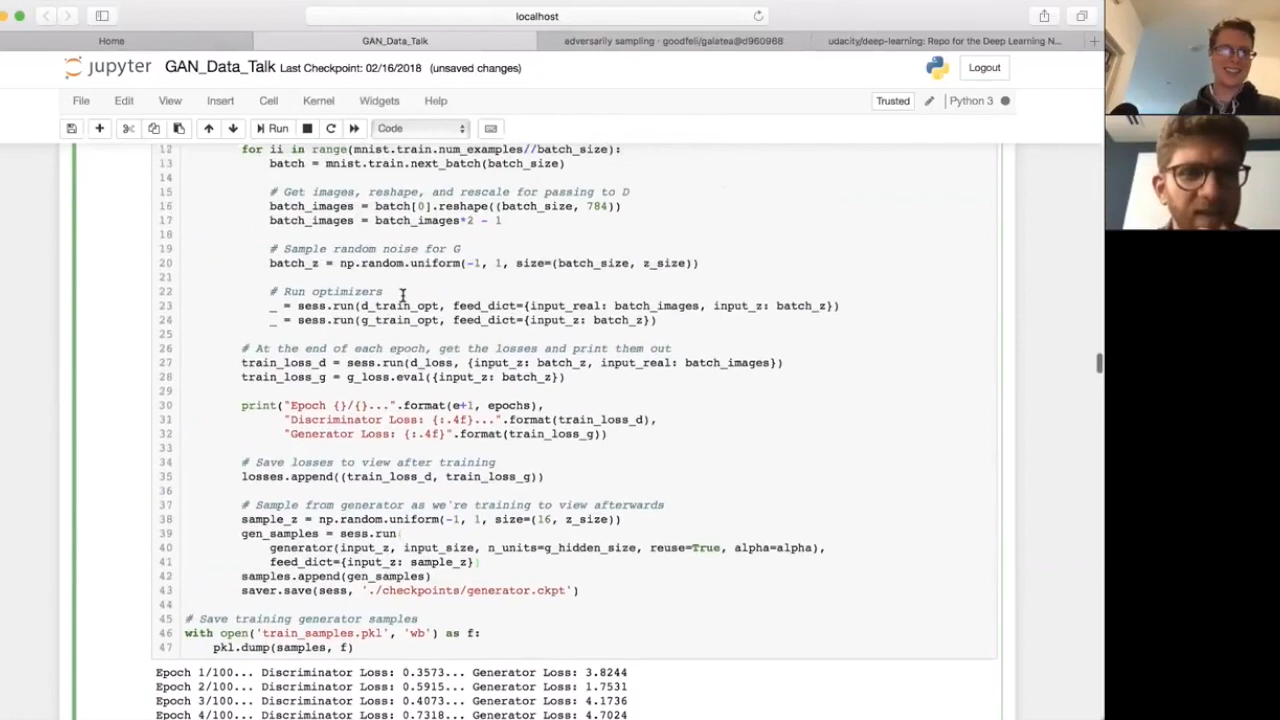 localhost
Home
GAN_Data_Talk
adversarily sampling · goodfeli/galatea@d960968
udacity/deep-learning: Repo for the Deep Learning N...
jupyter GAN_Data_Talk Last Checkpoint: 02/16/2018 (unsaved changes)
Logout
File Edit View Insert Cell Kernel Widgets Help
Trusted
Python 3
Run
Code
12 for ii in range(mnist.train.num_examples//batch_size):
13 batch = mnist.train.next_batch(batch_size)
14
15 # Get images, reshape, and rescale for passing to D
16 batch_images = batch[0].reshape((batch_size, 784))
17 batch_images = batch_images*2 - 1
18
19 # Sample random noise for G
20 batch_z = np.random.uniform(-1, 1, size=(batch_size, z_size))
21
22 # Run optimizers
23 _ = sess.run(d_train_opt, feed_dict={input_real: batch_images, input_z: batch_z})
24 _ = sess.run(g_train_opt, feed_dict={input_z: batch_z})
25
26 # At the end of each epoch, get the losses and print them out
27 train_loss_d = sess.run(d_loss, {input_z: batch_z, input_real: batch_images})
28 train_loss_g = g_loss.eval({input_z: batch_z})
29
30 print("Epoch {}/{}...".format(e+1, epochs),
31 "Discriminator Loss: {:.4f}...".format(train_loss_d),
32 "Generator Loss: {:.4f}".format(train_loss_g))
33
34 # Save losses to view after training
35 losses.append((train_loss_d, train_loss_g))
36
37 # Sample from generator as we're training to view afterwards
38 sample_z = np.random.uniform(-1, 1, size=(16, z_size))
39 gen_samples = sess.run(
40 generator(input_z, input_size, n_units=g_hidden_size, reuse=True, alpha=alpha),
41 feed_dict={input_z: sample_z})
42 samples.append(gen_samples)
43 saver.save(sess, './checkpoints/generator.ckpt')
44
45 # Save training generator samples
46 with open('train_samples.pkl', 'wb') as f:
47 pkl.dump(samples, f)
Epoch 1/100... Discriminator Loss: 0.3573... Generator Loss: 3.8244
Epoch 2/100... Discriminator Loss: 0.5915... Generator Loss: 1.7531
Epoch 3/100... Discriminator Loss: 0.4073... Generator Loss: 4.1736
Epoch 4/100... Discriminator Loss: 0.7318... Generator Loss: 4.7024